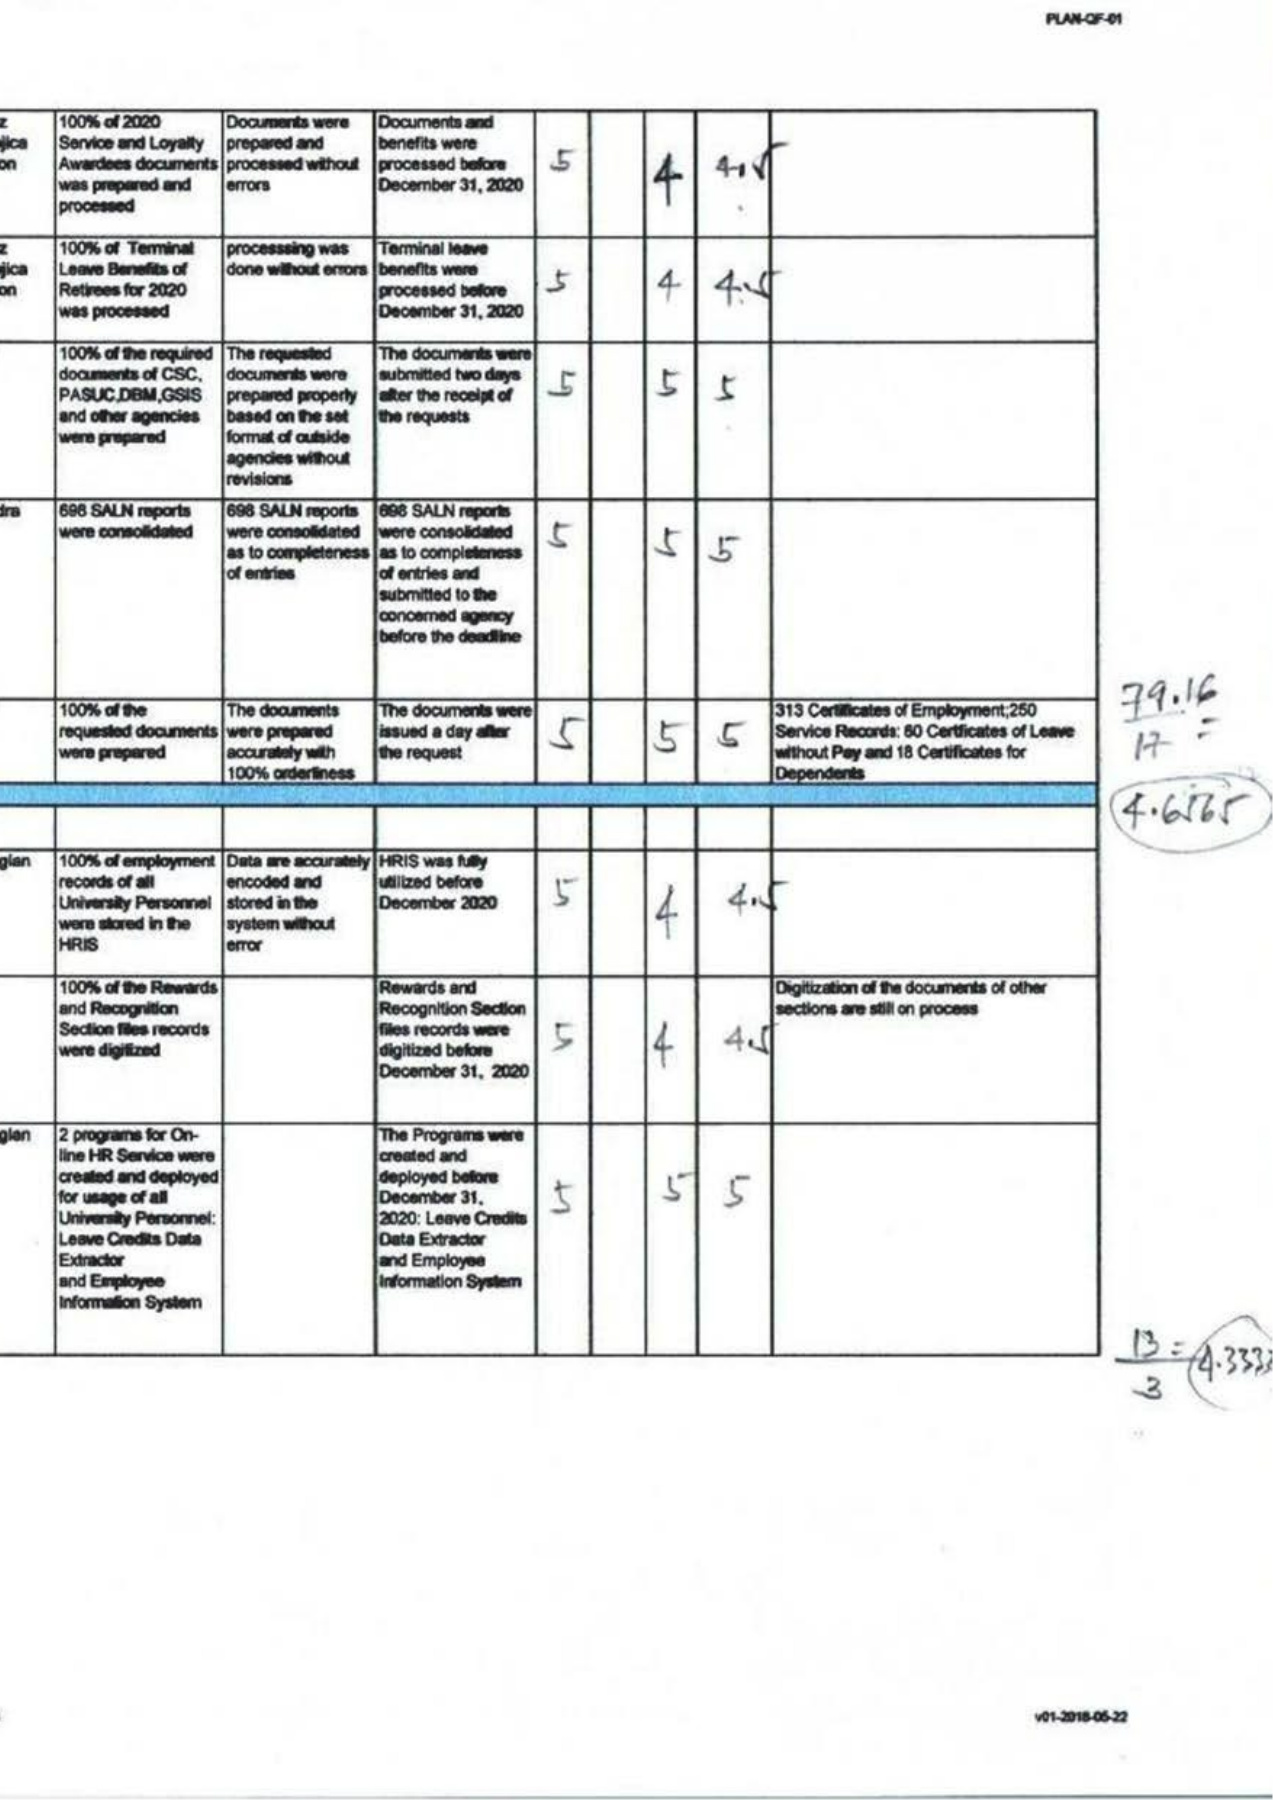 PLAN-QF-01
z
jica
on
100% of 2020
Service and Loyalty
Awardees documents
was prepared and
processed
Documents were
prepared and
processed without
errors
Documents and
benefits were
processed before
December 31, 2020
5
4
4.5
z
jica
on
100% of Terminal
Leave Benefits of
Retirees for 2020
was processed
processsing was
done without errors
Terminal leave
benefits were
processed before
December 31, 2020
5
4
4.5
100% of the required
documents of CSC,
PASUC,DBM,GSIS
and other agencies
were prepared
The requested
documents were
prepared properly
based on the set
format of outside
agencies without
revisions
The documents were
submitted two days
after the receipt of
the requests
5
5
5
dra
698 SALN reports
were consolidated
698 SALN reports
were consolidated
as to completeness
of entries
698 SALN reports
were consolidated
as to completeness
of entries and
submitted to the
concerned agency
before the deadline
5
5
5
100% of the
requested documents
were prepared
The documents
were prepared
accurately with
100% orderliness
The documents were
issued a day after
the request
5
5
5
313 Certificates of Employment;250
Service Records: 60 Certficates of Leave
without Pay and 18 Certificates for
Dependents
79.16
17 =
4.6565
glan
100% of employment
records of all
University Personnel
were stored in the
HRIS
Data are accurately
encoded and
stored in the
system without
error
HRIS was fully
utilized before
December 2020
5
4
4.5
100% of the Rewards
and Recognition
Section files records
were digitized
Rewards and
Recognition Section
files records were
digitized before
December 31, 2020
5
4
4.5
Digitization of the documents of other
sections are still on process
glan
2 programs for On-
line HR Service were
created and deployed
for usage of all
University Personnel:
Leave Credits Data
Extractor
and Employee
Information System
The Programs were
created and
deployed before
December 31,
2020: Leave Credits
Data Extractor
and Employee
Information System
5
5
5
13 = 4.3333
3
v01-2018-05-22